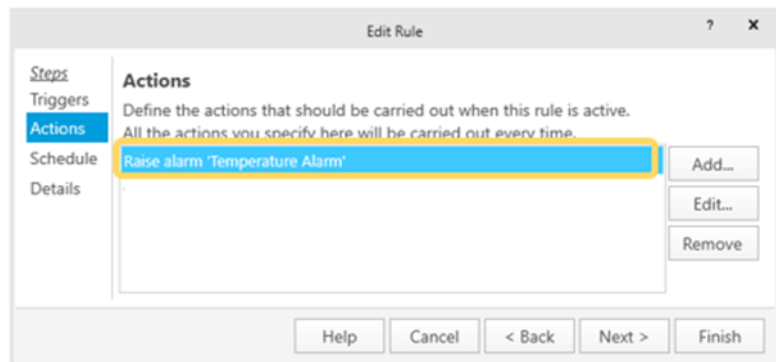 Edit Rule
?
x
Steps
Triggers
Actions
Schedule
Details
Actions
Define the actions that should be carried out when this rule is active.
All the actions you specify here will be carried out every time.
Raise alarm 'Temperature Alarm'
Add...
Edit...
Remove
Help
Cancel
< Back
Next >
Finish